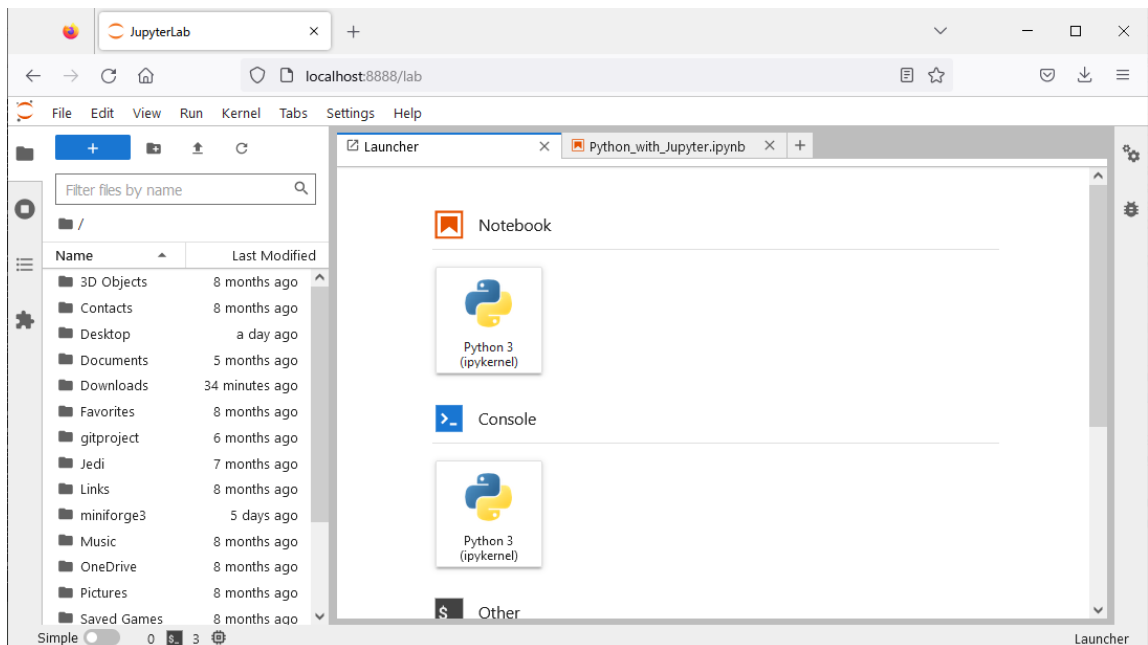 JupyterLab
localhost:8888/lab
File Edit View Run Kernel Tabs Settings Help
Filter files by name
/
Name Last Modified
3D Objects 8 months ago
Contacts 8 months ago
Desktop a day ago
Documents 5 months ago
Downloads 34 minutes ago
Favorites 8 months ago
gitproject 6 months ago
Jedi 7 months ago
Links 8 months ago
miniforge3 5 days ago
Music 8 months ago
OneDrive 8 months ago
Pictures 8 months ago
Saved Games 8 months ago
Launcher Python_with_Jupyter.ipynb
Notebook
Python 3
(ipykernel)
Console
Python 3
(ipykernel)
$_ Other
Simple 0 $_ 3 Launcher